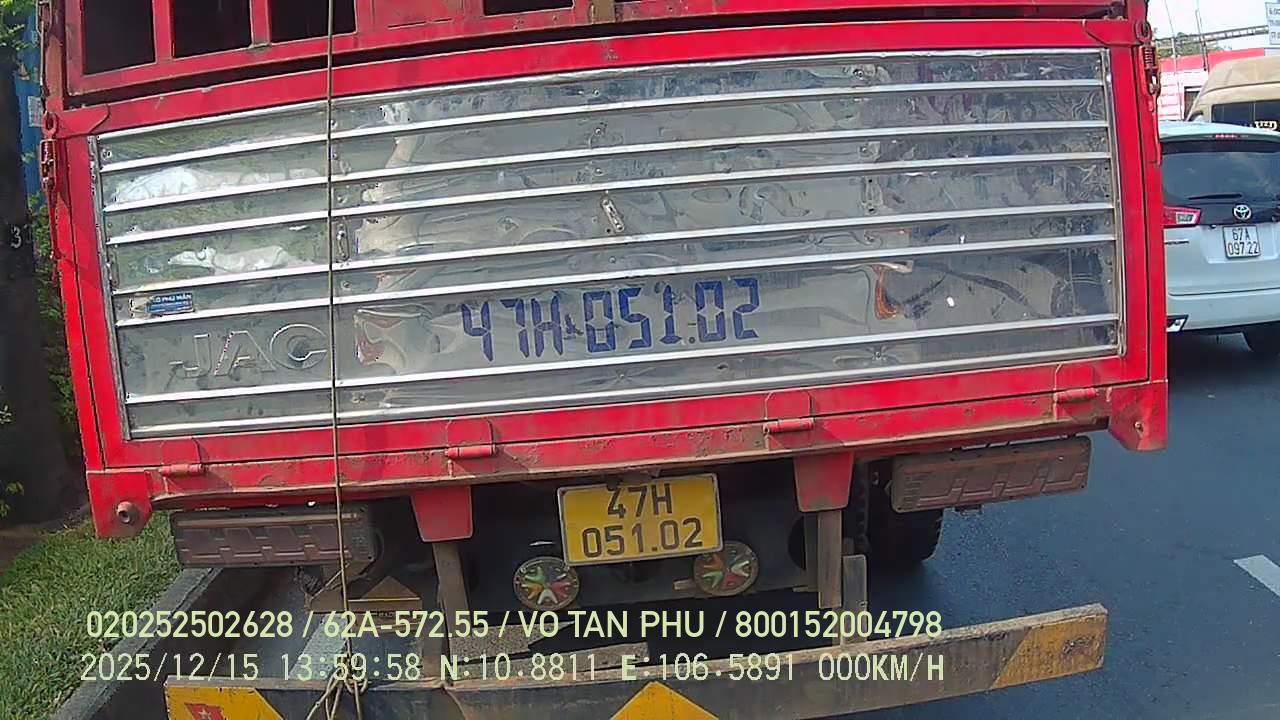 JAC
47H-051.02
67A
097.22
47H
051.02
020252502628 / 62A-572.55 / VO TAN PHU / 800152004798
2025/12/15 13:59:58 N:10.8811 E:106.5891 000KM/H